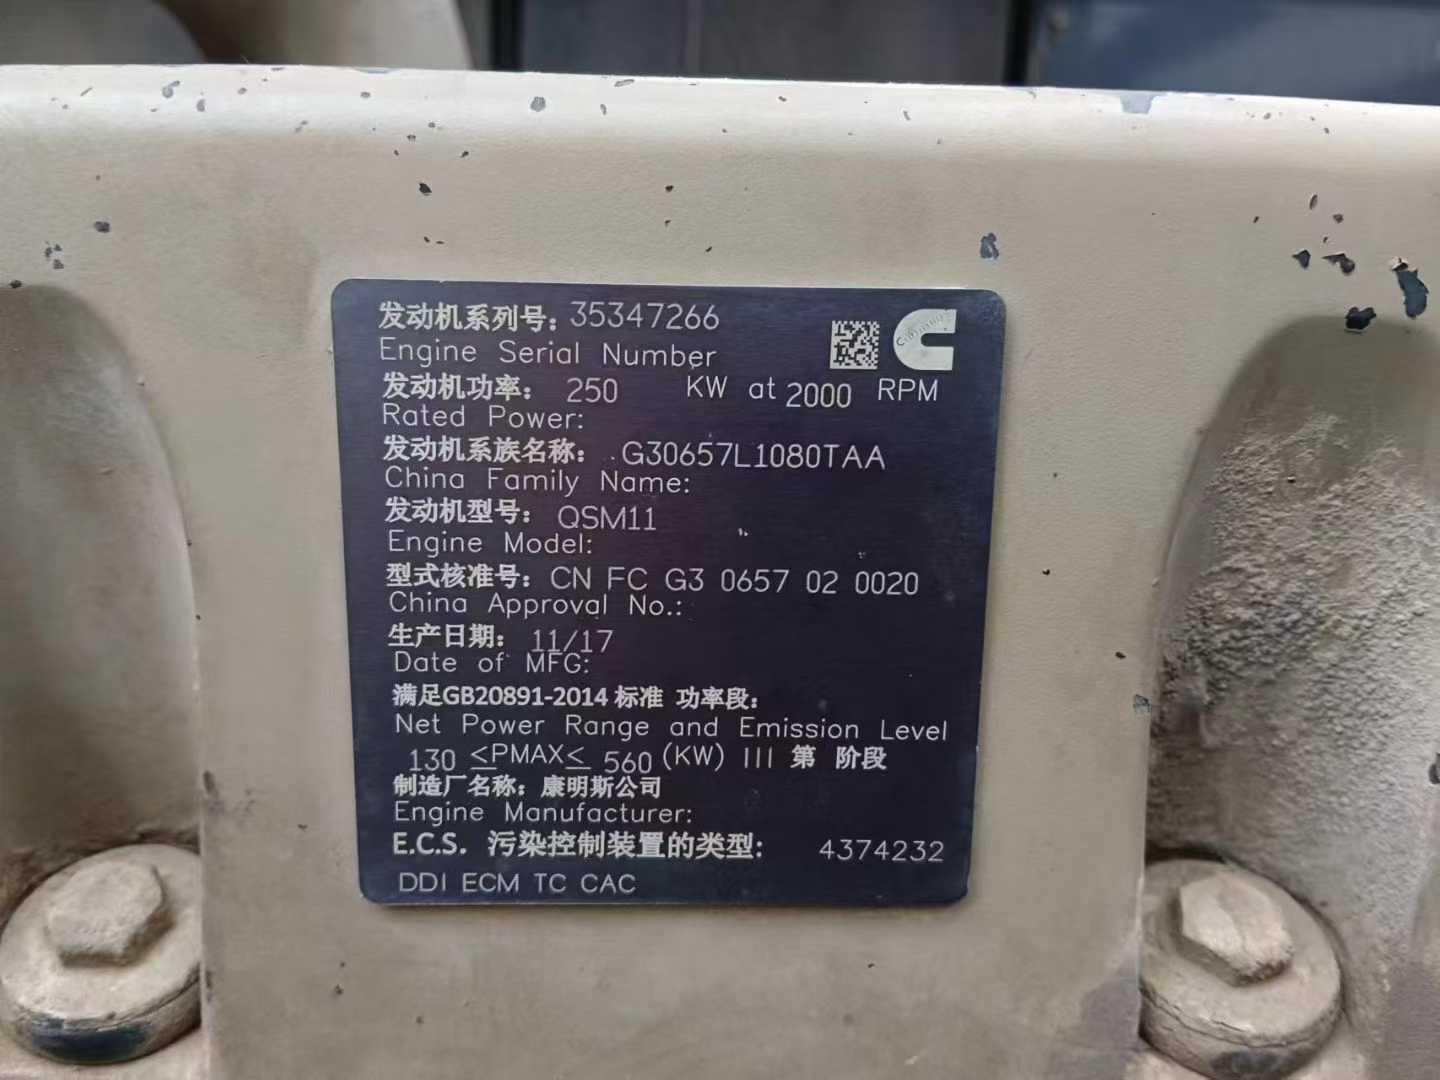 发动机系列号: 35347266
Engine Serial Number
Cummins
发动机功率: 250 KW at 2000 RPM
Rated Power:
发动机系族名称: G30657L1080TAA
China Family Name:
发动机型号: QSM11
Engine Model:
型式核准号: CN FC G3 0657 02 0020
China Approval No.:
生产日期: 11/17
Date of MFG:
满足GB20891-2014 标准 功率段:
Net Power Range and Emission Level
130 ≤PMAX≤ 560 (KW) III 第 阶段
制造厂名称: 康明斯公司
Engine Manufacturer:
E.C.S. 污染控制装置的类型: 4374232
DDI ECM TC CAC